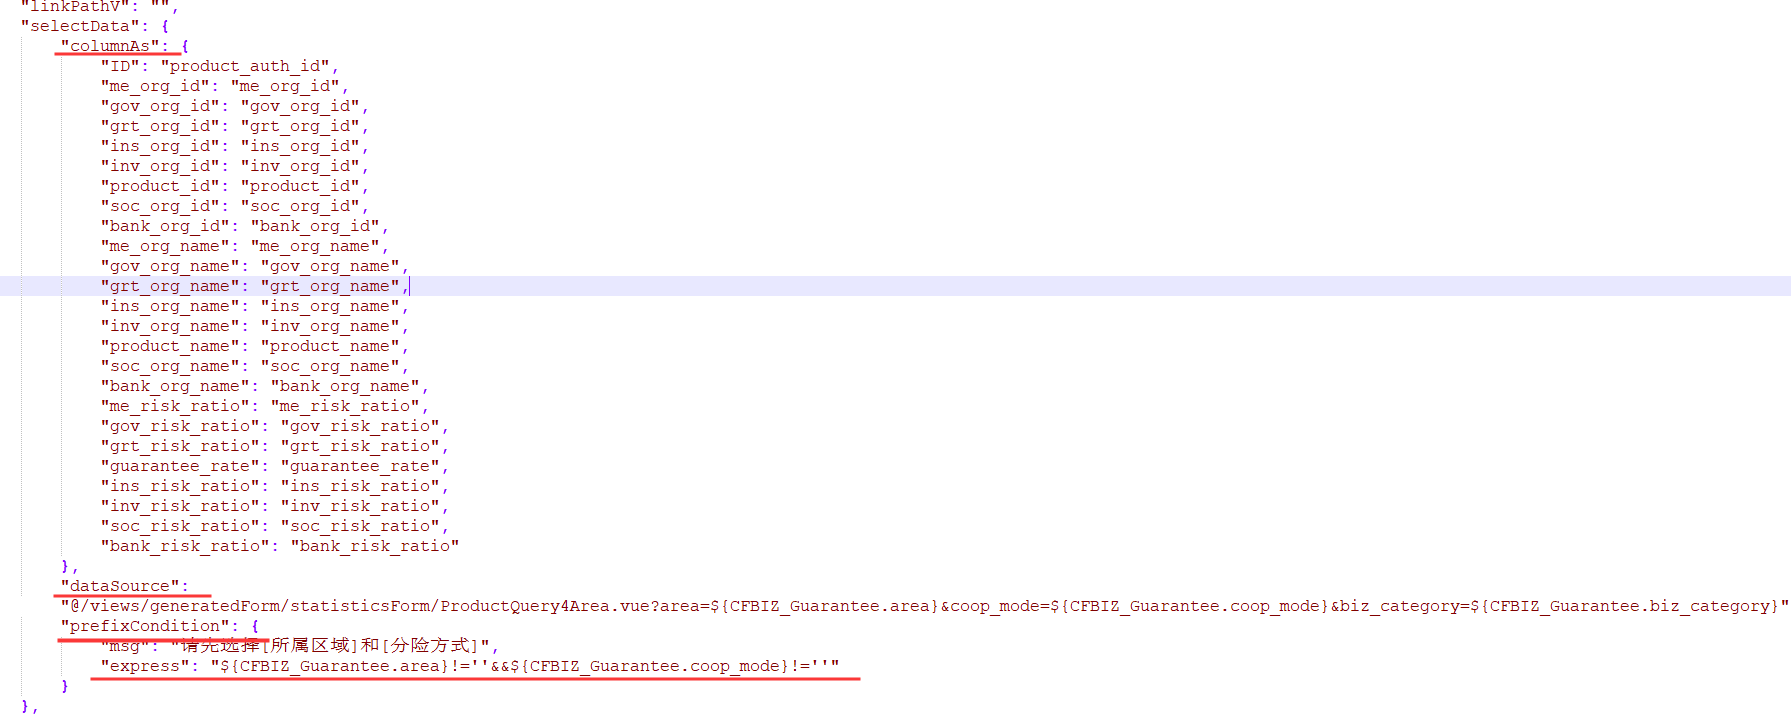 "linkPathV": "",
"selectData": {
"columnAs": {
"ID": "product_auth_id",
"me_org_id": "me_org_id",
"gov_org_id": "gov_org_id",
"grt_org_id": "grt_org_id",
"ins_org_id": "ins_org_id",
"inv_org_id": "inv_org_id",
"product_id": "product_id",
"soc_org_id": "soc_org_id",
"bank_org_id": "bank_org_id",
"me_org_name": "me_org_name",
"gov_org_name": "gov_org_name",
"grt_org_name": "grt_org_name",
"ins_org_name": "ins_org_name",
"inv_org_name": "inv_org_name",
"product_name": "product_name",
"soc_org_name": "soc_org_name",
"bank_org_name": "bank_org_name",
"me_risk_ratio": "me_risk_ratio",
"gov_risk_ratio": "gov_risk_ratio",
"grt_risk_ratio": "grt_risk_ratio",
"guarantee_rate": "guarantee_rate",
"ins_risk_ratio": "ins_risk_ratio",
"inv_risk_ratio": "inv_risk_ratio",
"soc_risk_ratio": "soc_risk_ratio",
"bank_risk_ratio": "bank_risk_ratio"
},
"dataSource":
"@/views/generatedForm/statisticsForm/ProductQuery4Area.vue?area=${CFBIZ_Guarantee.area}&coop_mode=${CFBIZ_Guarantee.coop_mode}&biz_category=${CFBIZ_Guarantee.biz_category}"
"prefixCondition": {
"msg": "请先选择[所属区域]和[分险方式]",
"express": "${CFBIZ_Guarantee.area}!=''&&${CFBIZ_Guarantee.coop_mode}!=''"
}
},